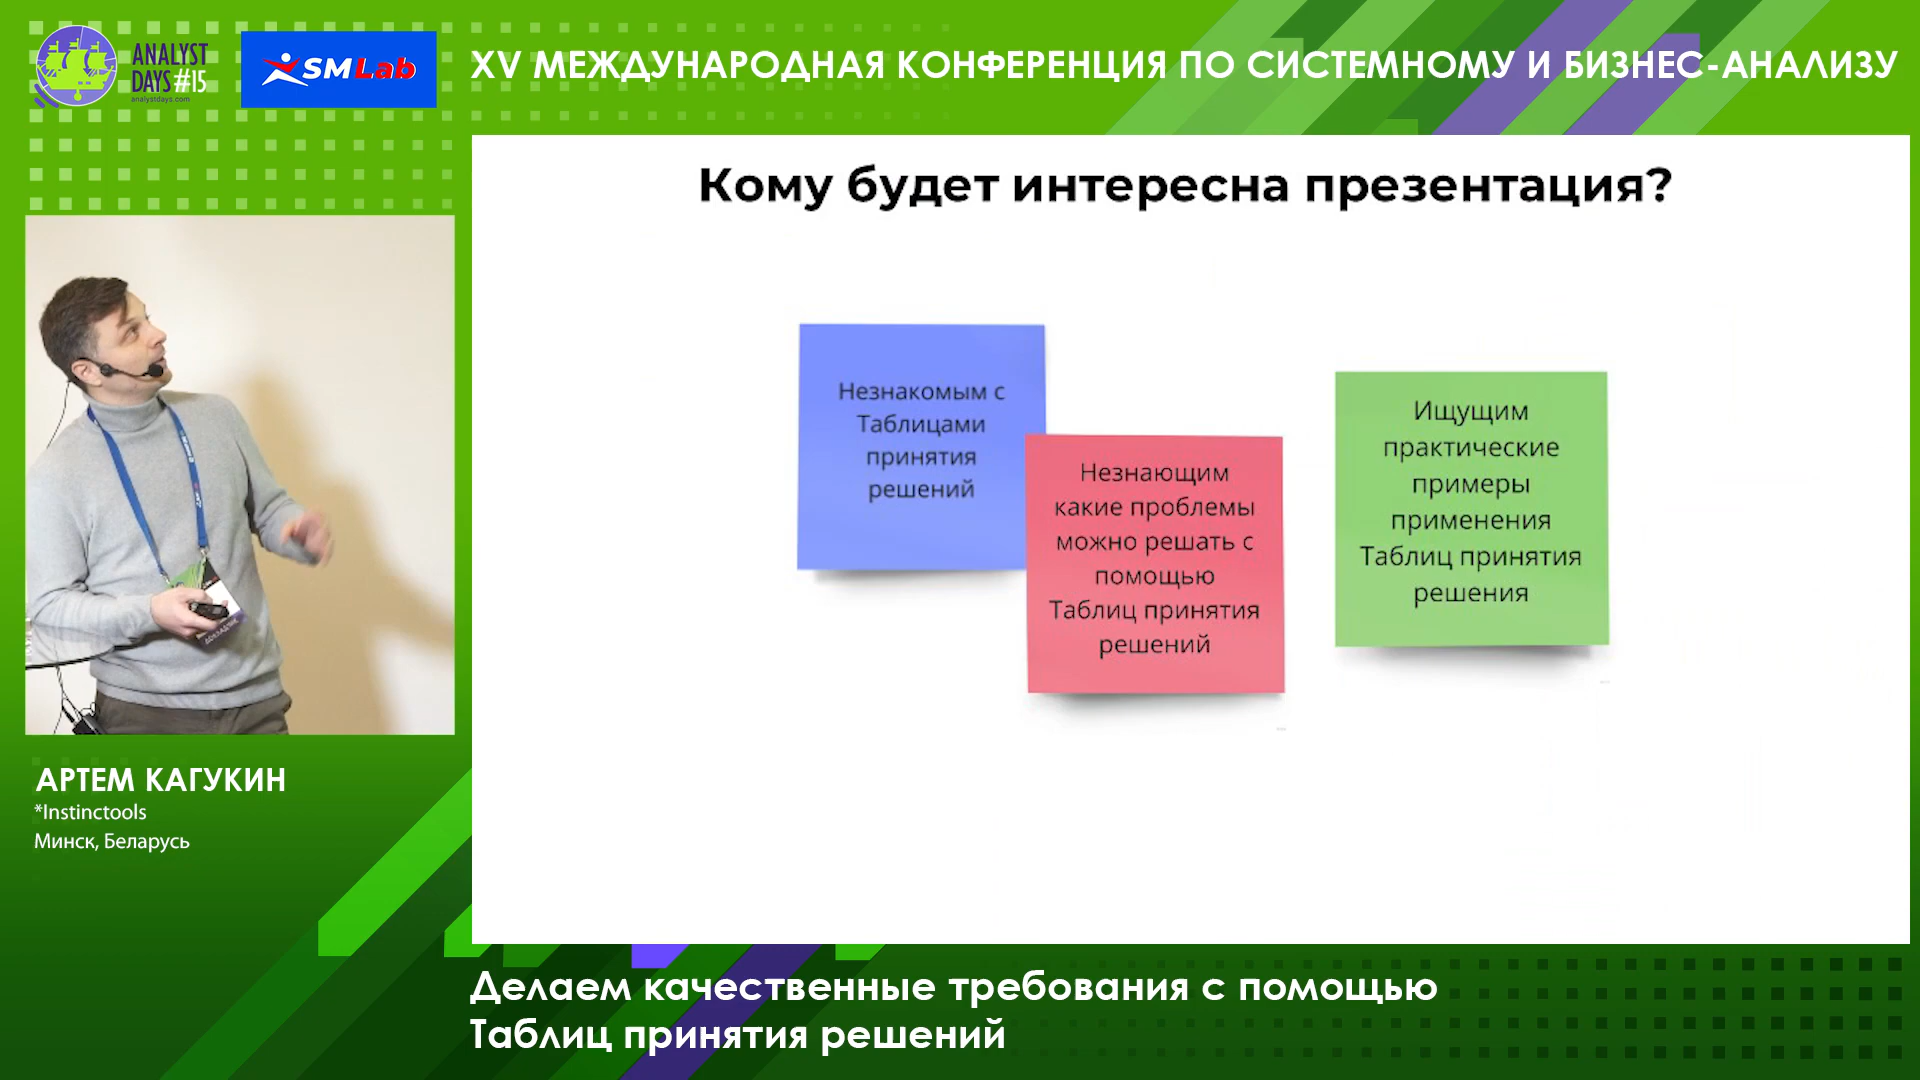 ANALYST
DAYS#15
analystdays.com
SMLab
XV МЕЖДУНАРОДНАЯ КОНФЕРЕНЦИЯ ПО СИСТЕМНОМУ И БИЗНЕС-АНАЛИЗУ
Кому будет интересна презентация?
Незнакомым с
Таблицами
принятия
решений
Незнающим
какие проблемы
можно решать с
помощью
Таблиц принятия
решений
Ищущим
практические
примеры
применения
Таблиц принятия
решения
ДОКЛАДЧИК
АРТЕМ КАГУКИН
*Instinctools
Минск, Беларусь
Делаем качественные требования с помощью
Таблиц принятия решений